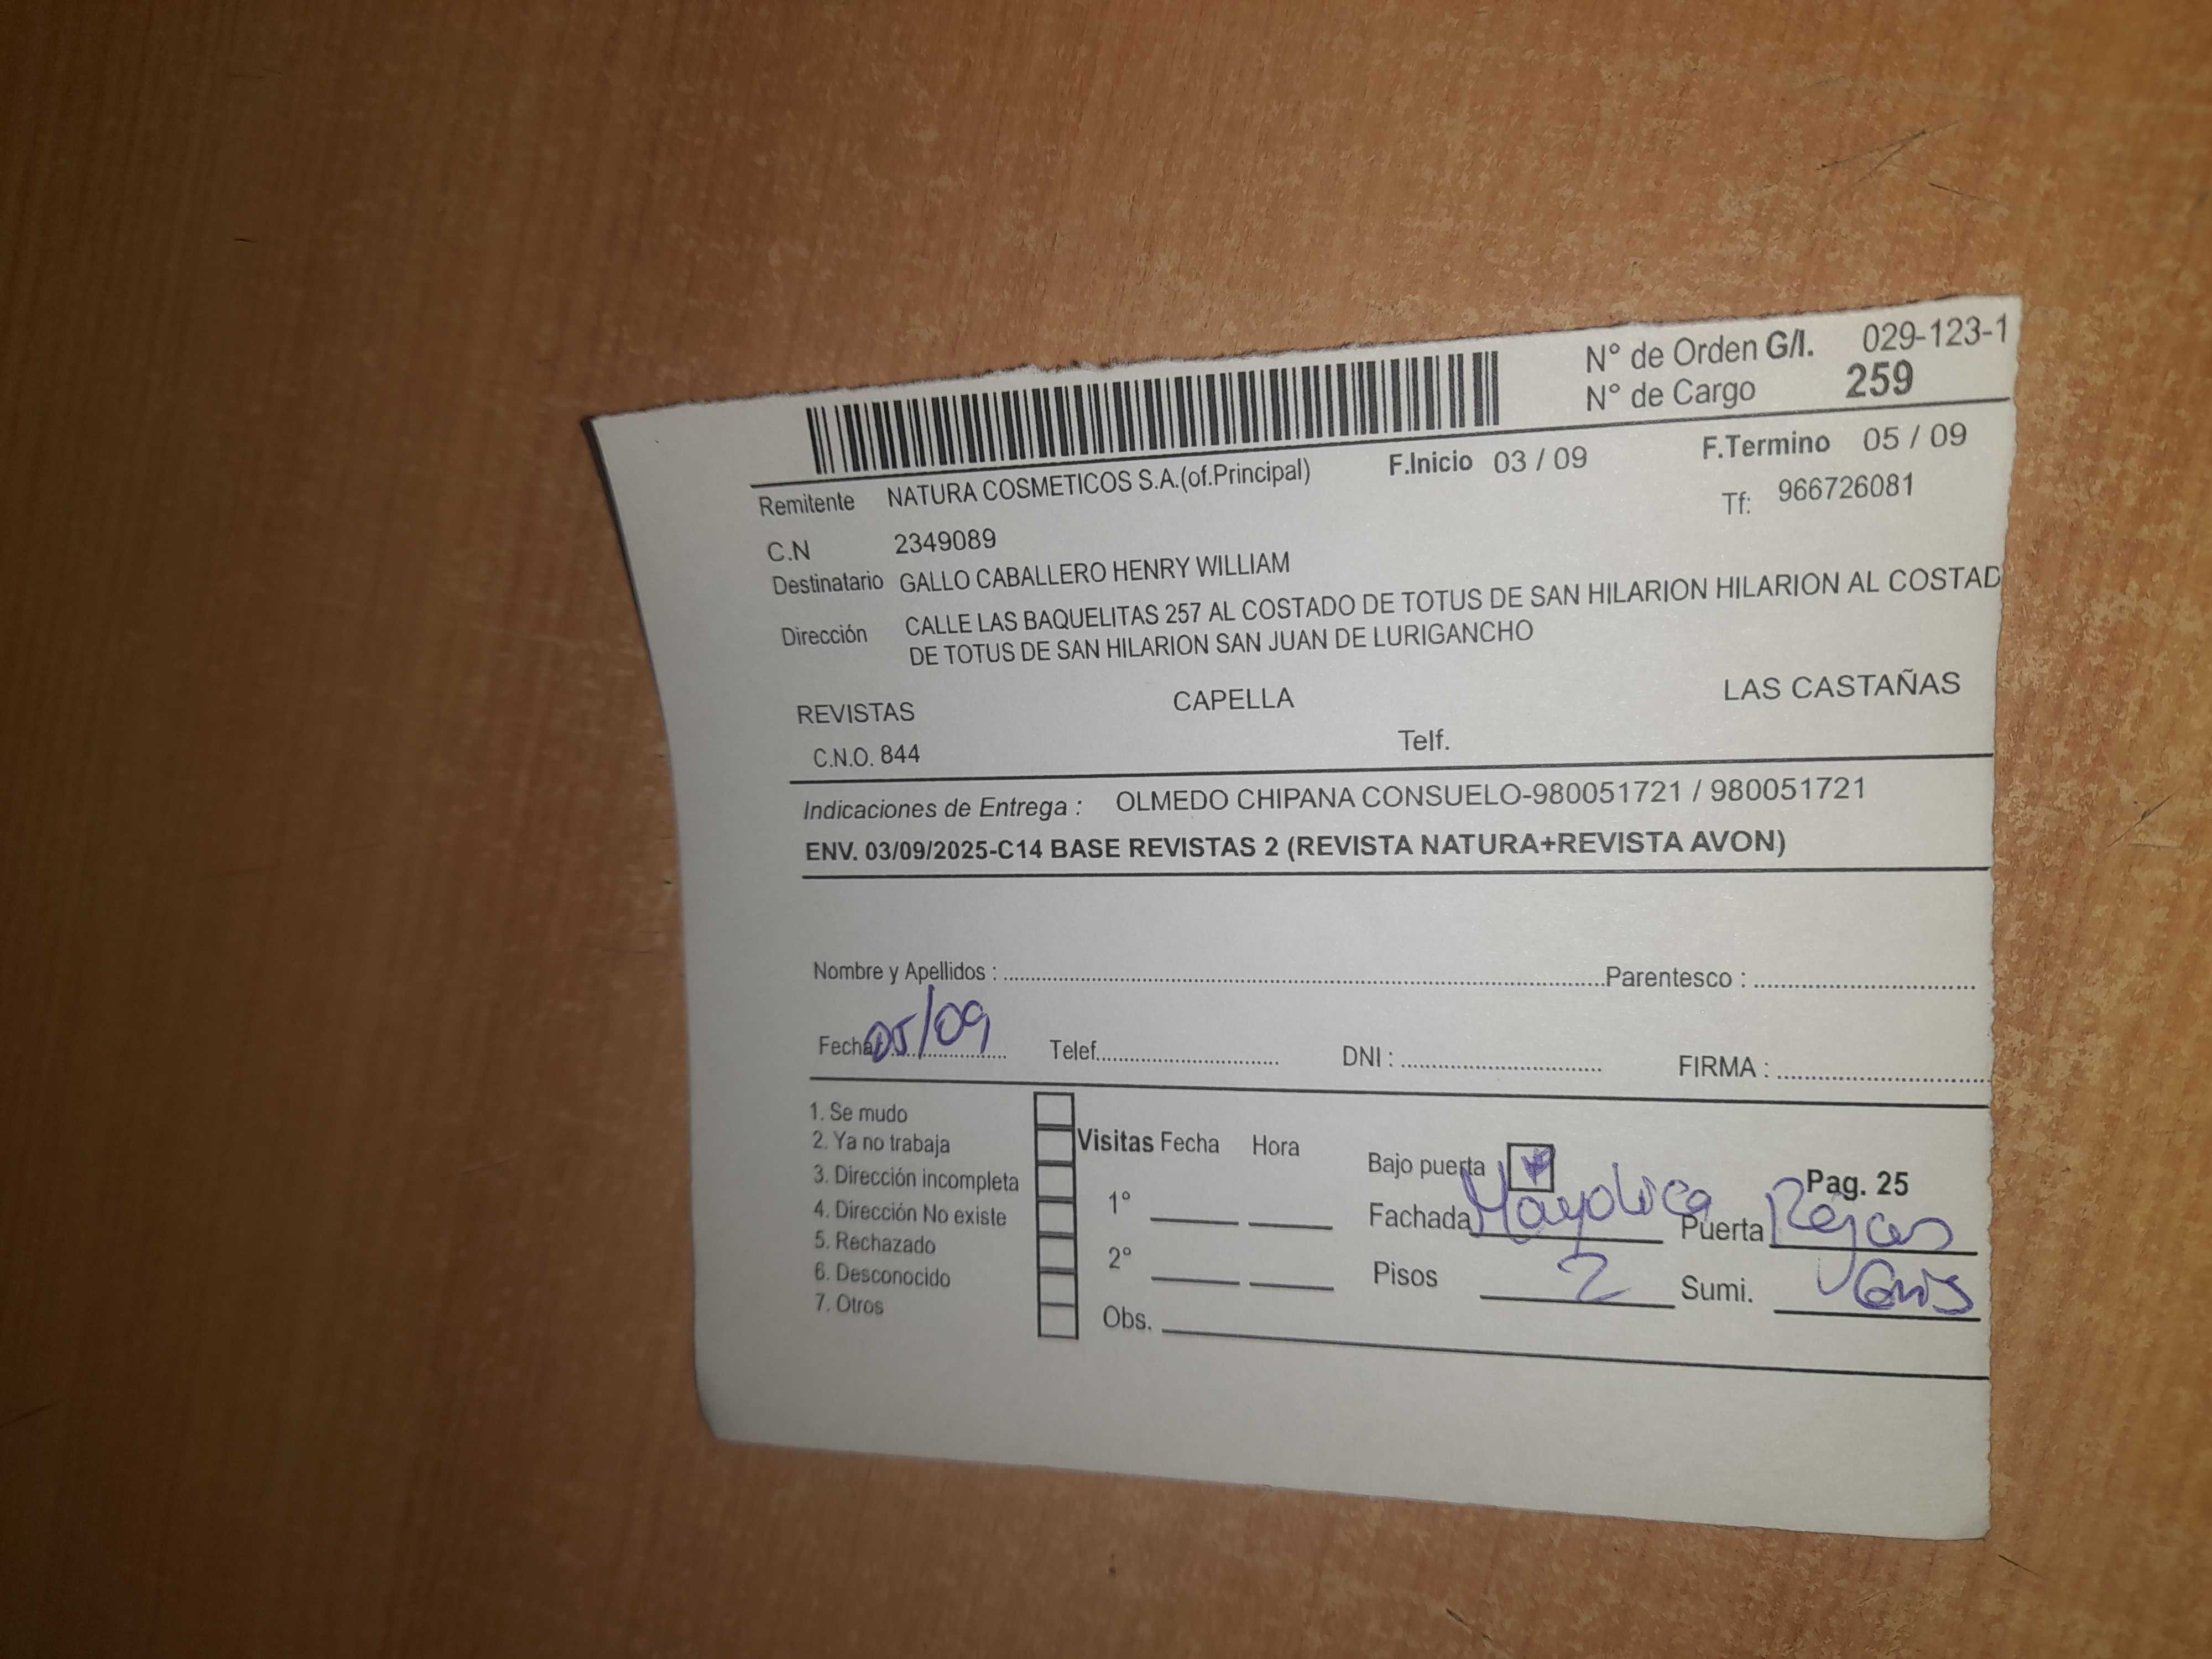 N° de Orden G/I. 029-123-1
N° de Cargo 259
F.Inicio 03 / 09 F.Termino 05 / 09
Remitente NATURA COSMETICOS S.A.(of.Principal)
Tf: 966726081
C.N 2349089
Destinatario GALLO CABALLERO HENRY WILLIAM
Dirección CALLE LAS BAQUELITAS 257 AL COSTADO DE TOTUS DE SAN HILARION HILARION AL COSTAD
DE TOTUS DE SAN HILARION SAN JUAN DE LURIGANCHO
REVISTAS CAPELLA LAS CASTAÑAS
C.N.O. 844 Telf.
Indicaciones de Entrega : OLMEDO CHIPANA CONSUELO-980051721 / 980051721
ENV. 03/09/2025-C14 BASE REVISTAS 2 (REVISTA NATURA+REVISTA AVON)
Nombre y Apellidos : Parentesco :
Fecha 05/09 Telef. DNI : FIRMA :
1. Se mudo
2. Ya no trabaja
3. Dirección incompleta
4. Dirección No existe
5. Rechazado
6. Desconocido
7. Otros
Visitas Fecha Hora
1°
2°
Obs.
Bajo puerta Pag. 25
Fachada Mayolica Puerta Rejas
Pisos 2 Sumi.